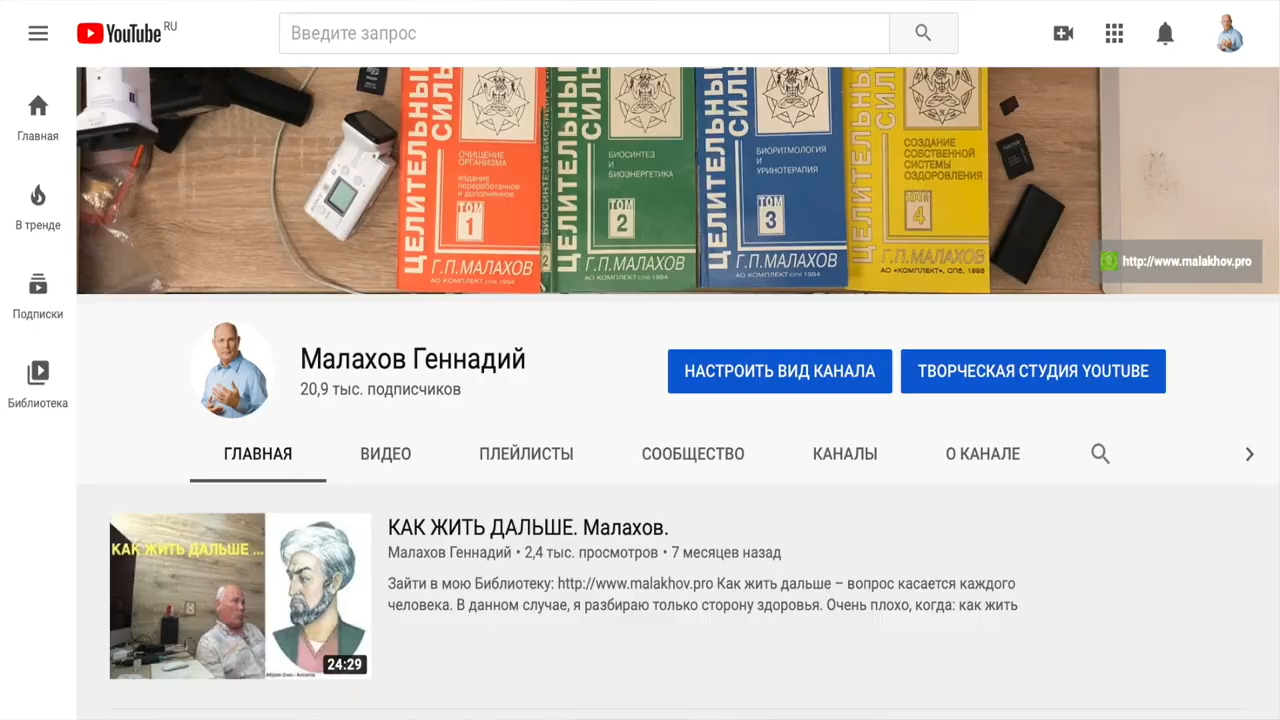 YouTube RU
Введите запрос
Главная
В тренде
Подписки
Библиотека
ЦЕЛИТЕЛЬНЫЕ
СИЛЫ
ОЧИЩЕНИЕ
ОРГАНИЗМА
издание
переработанное
и дополненное
ТОМ
1
Г.П.МАЛАХОВ
АО КОМПЛЕКТ СПб 1994
БИОСИНТЕЗ И БИОЭНЕРГЕТИКА
2
ЦЕЛИТЕЛЬНЫЕ
СИЛЫ
БИОСИНТЕЗ
И
БИОЭНЕРГЕТИКА
ТОМ
2
Г.П.МАЛАХОВ
АО КОМПЛЕКТ СПб 1994
ЦЕЛИТЕЛЬНЫЕ
СИЛЫ
БИОРИТМОЛОГИЯ
И
УРИНОТЕРАПИЯ
ТОМ
3
Г.П.МАЛАХОВ
АО КОМПЛЕКТ СПб 1994
ЦЕЛИТЕЛЬНЫЕ
СИЛЫ
СОЗДАНИЕ
СОБСТВЕННОЙ
СИСТЕМЫ
ОЗДОРОВЛЕНИЯ
ТОМ
4
Г.П.МАЛАХОВ
АО «КОМПЛЕКТ», СПб, 1995
http://www.malakhov.pro
Малахов Геннадий
20,9 тыс. подписчиков
НАСТРОИТЬ ВИД КАНАЛА
ТВОРЧЕСКАЯ СТУДИЯ YOUTUBE
ГЛАВНАЯ
ВИДЕО
ПЛЕЙЛИСТЫ
СООБЩЕСТВО
КАНАЛЫ
О КАНАЛЕ
КАК ЖИТЬ ДАЛЬШЕ ...
24:29
КАК ЖИТЬ ДАЛЬШЕ. Малахов.
Малахов Геннадий • 2,4 тыс. просмотров • 7 месяцев назад
Зайти в мою Библиотеку: http://www.malakhov.pro Как жить дальше – вопрос касается каждого
человека. В данном случае, я разбираю только сторону здоровья. Очень плохо, когда: как жить